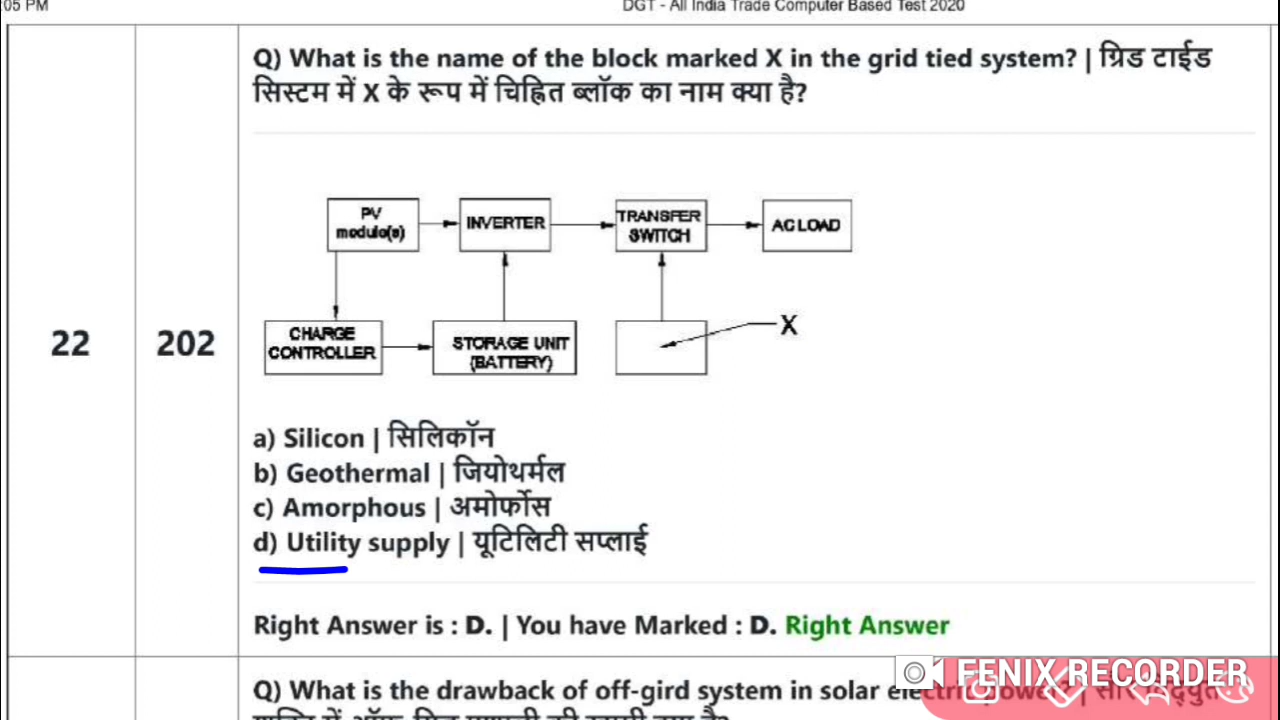 :05 PM
DGT - All India Trade Computer Based Test 2020
22
202
Q) What is the name of the block marked X in the grid tied system? | ग्रिड टाईड
सिस्टम में X के रूप में चिह्नित ब्लॉक का नाम क्या है?
PV
module(s)
INVERTER
TRANSFER
SWITCH
AC LOAD
CHARGE
CONTROLLER
STORAGE UNIT
(BATTERY)
X
a) Silicon | सिलिकॉन
b) Geothermal | जियोथर्मल
c) Amorphous | अमोर्फोस
d) Utility supply | यूटिलिटी सप्लाई
Right Answer is : D. | You have Marked : D. Right Answer
FENIX RECORDER
Q) What is the drawback of off-gird system in solar